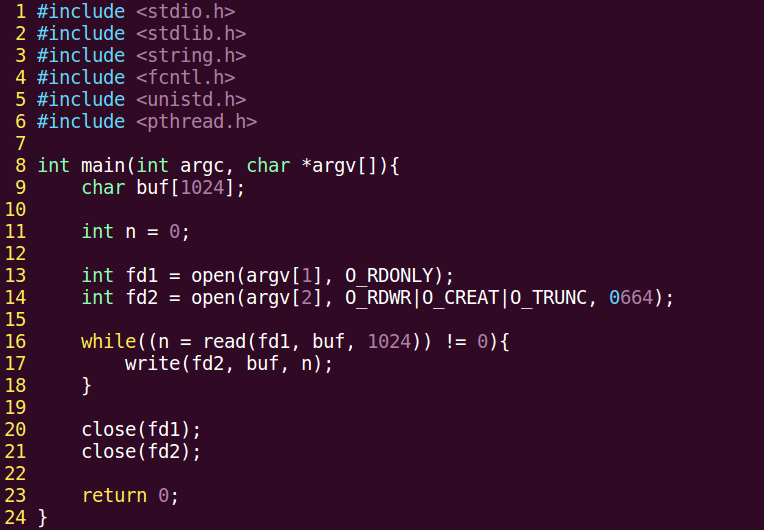 1 #include <stdio.h>
2 #include <stdlib.h>
3 #include <string.h>
4 #include <fcntl.h>
5 #include <unistd.h>
6 #include <pthread.h>
7
8 int main(int argc, char *argv[]){
9     char buf[1024];
10
11     int n = 0;
12
13     int fd1 = open(argv[1], O_RDONLY);
14     int fd2 = open(argv[2], O_RDWR|O_CREAT|O_TRUNC, 0664);
15
16     while((n = read(fd1, buf, 1024)) != 0){
17         write(fd2, buf, n);
18     }
19
20     close(fd1);
21     close(fd2);
22
23     return 0;
24 }